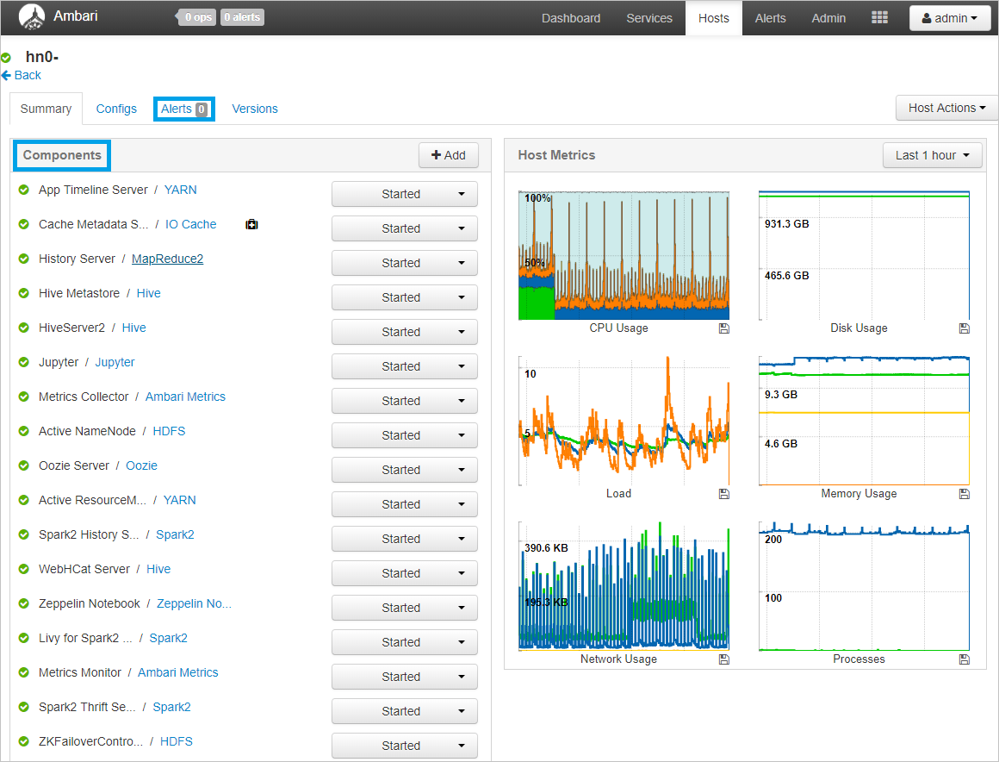 Ambari 0 ops 0 alerts Dashboard Services Hosts Alerts Admin admin
hn0-
Back
Summary Configs Alerts 0 Versions Host Actions
Components Add
App Timeline Server / YARN Started
Cache Metadata S... / IO Cache Started
History Server / MapReduce2 Started
Hive Metastore / Hive Started
HiveServer2 / Hive Started
Jupyter / Jupyter Started
Metrics Collector / Ambari Metrics Started
Active NameNode / HDFS Started
Oozie Server / Oozie Started
Active ResourceM... / YARN Started
Spark2 History S... / Spark2 Started
WebHCat Server / Hive Started
Zeppelin Notebook / Zeppelin No... Started
Livy for Spark2 ... / Spark2 Started
Metrics Monitor / Ambari Metrics Started
Spark2 Thrift Se... / Spark2 Started
ZKFailoverContro... / HDFS Started
Host Metrics Last 1 hour
100%
50%
CPU Usage
931.3 GB
465.6 GB
Disk Usage
10
5
Load
9.3 GB
4.6 GB
Memory Usage
390.6 KB
195.3 KB
Network Usage
200
100
Processes